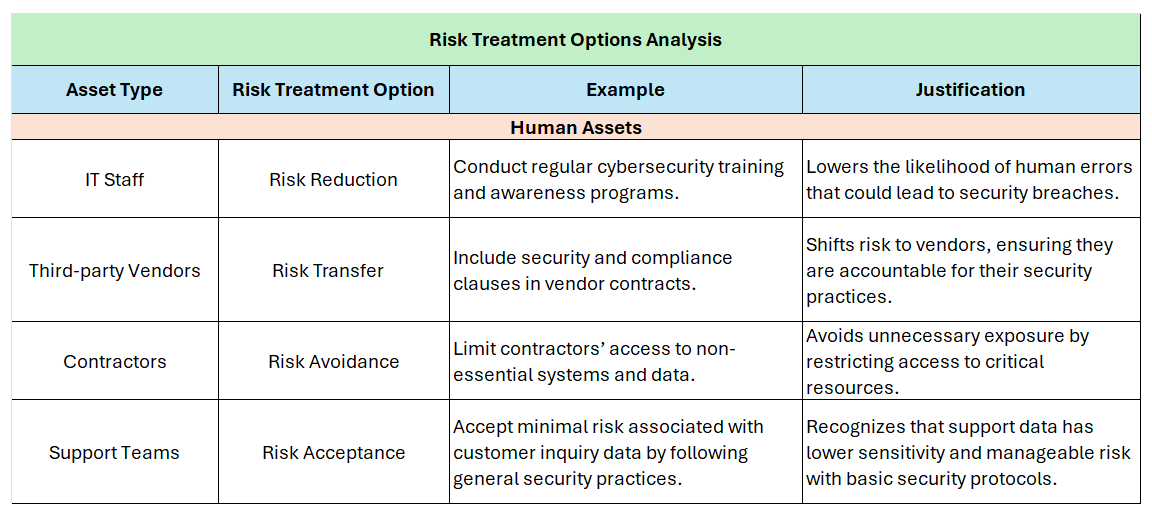 Risk Treatment Options Analysis
Asset Type
Risk Treatment Option
Example
Justification
Human Assets
IT Staff
Risk Reduction
Conduct regular cybersecurity training
and awareness programs.
Lowers the likelihood of human errors
that could lead to security breaches.
Third-party Vendors
Risk Transfer
Include security and compliance
clauses in vendor contracts.
Shifts risk to vendors, ensuring they
are accountable for their security
practices.
Contractors
Risk Avoidance
Limit contractors’ access to non-
essential systems and data.
Avoids unnecessary exposure by
restricting access to critical
resources.
Support Teams
Risk Acceptance
Accept minimal risk associated with
customer inquiry data by following
general security practices.
Recognizes that support data has
lower sensitivity and manageable risk
with basic security protocols.